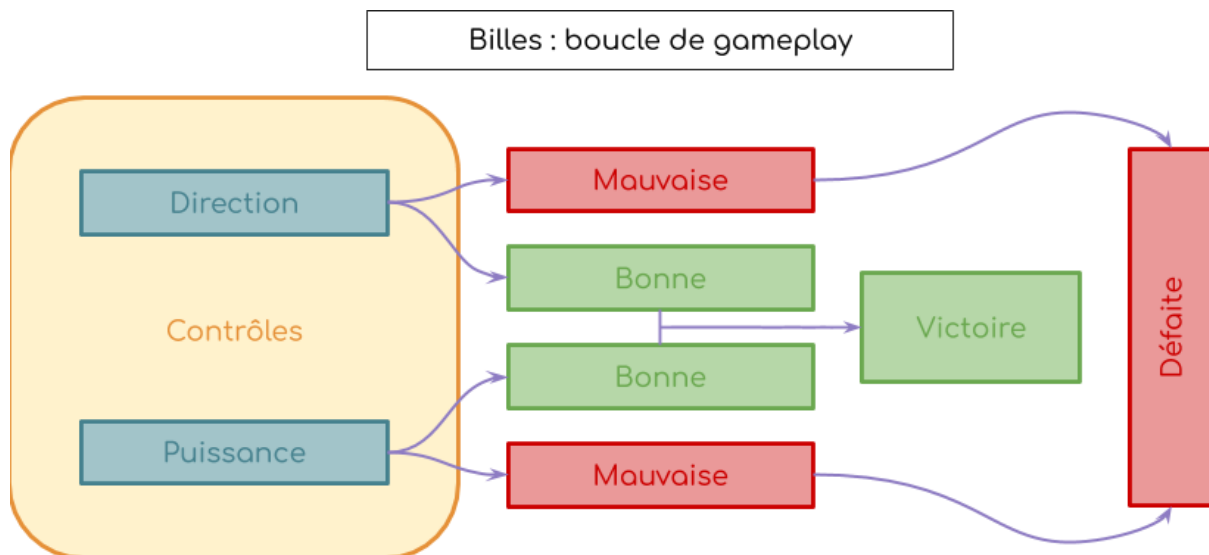 Billes : boucle de gameplay
Direction
Contrôles
Puissance
Mauvaise
Bonne
Bonne
Mauvaise
Victoire
Défaite